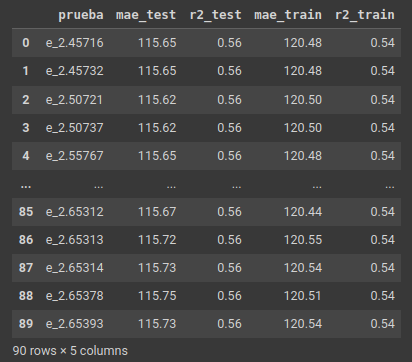 prueba mae_test r2_test mae_train r2_train
0 e_2.45716 115.65 0.56 120.48 0.54
1 e_2.45732 115.65 0.56 120.48 0.54
2 e_2.50721 115.62 0.56 120.50 0.54
3 e_2.50737 115.62 0.56 120.50 0.54
4 e_2.55767 115.65 0.56 120.48 0.54
... ... ... ... ... ...
85 e_2.65312 115.67 0.56 120.44 0.54
86 e_2.65313 115.72 0.56 120.55 0.54
87 e_2.65314 115.73 0.56 120.54 0.54
88 e_2.65378 115.75 0.56 120.51 0.54
89 e_2.65393 115.73 0.56 120.54 0.54
90 rows × 5 columns